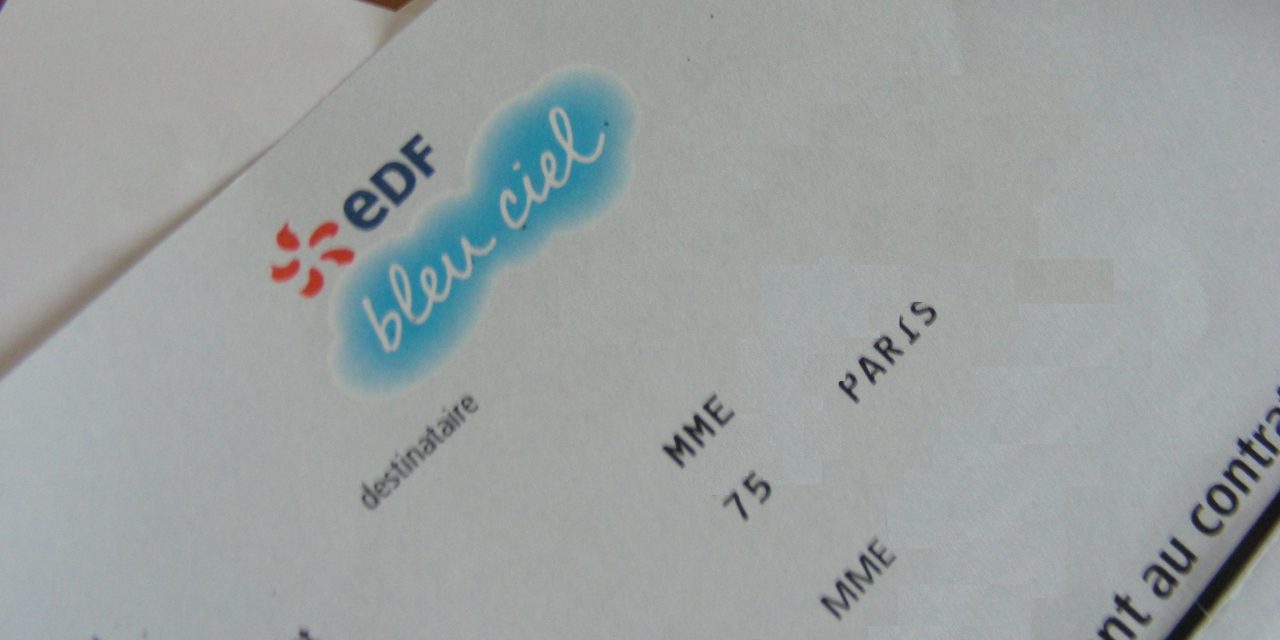 eDF
bleu ciel
destinataire
MME
75 PARIS
MME
nt au contra